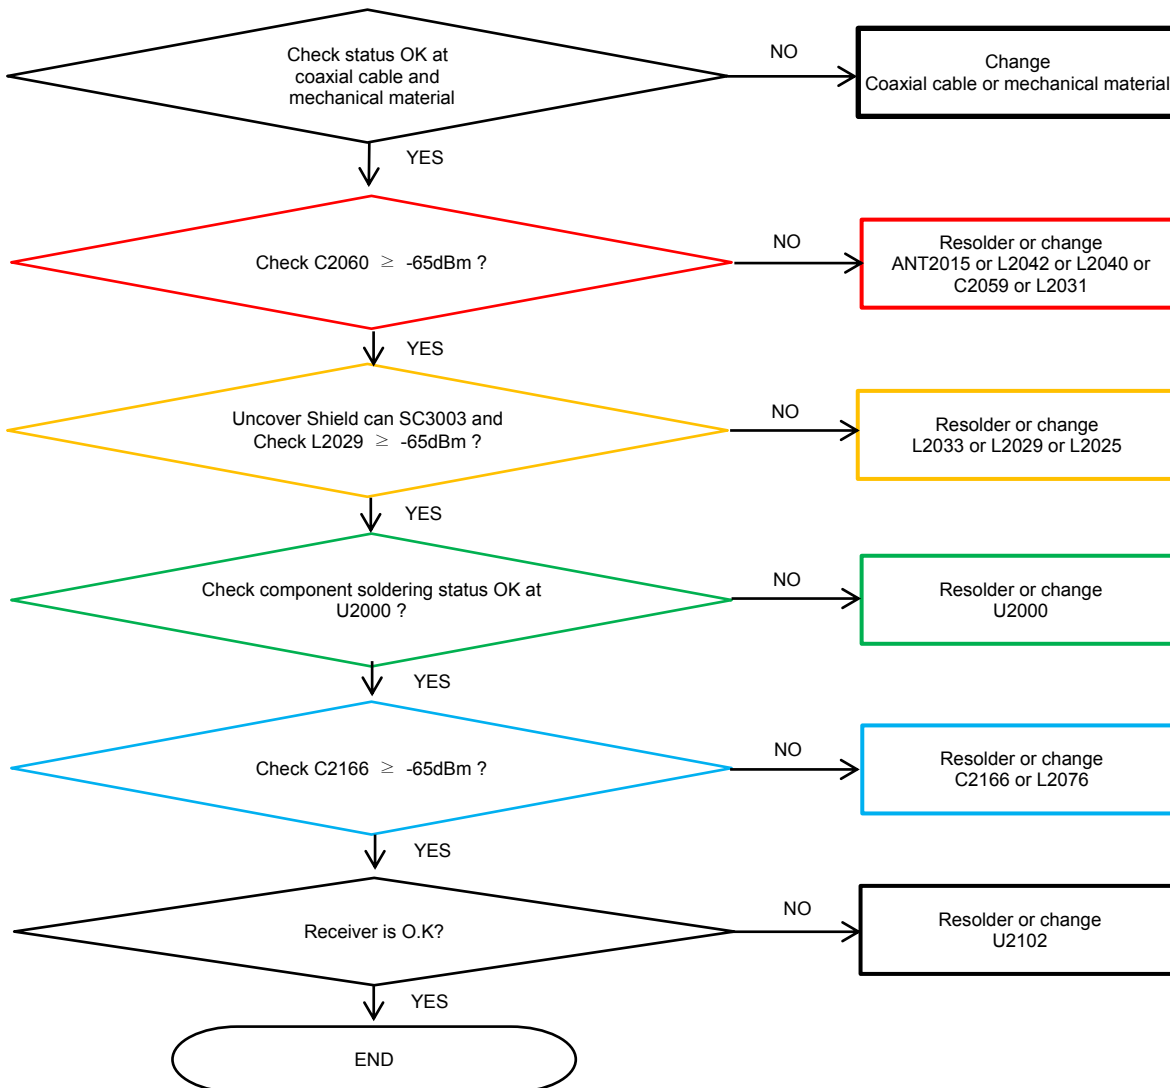 Check status OK at
coaxial cable and
mechanical material
NO
Change
Coaxial cable or mechanical material
YES
Check C2060 ≥ -65dBm ?
NO
Resolder or change
ANT2015 or L2042 or L2040 or
C2059 or L2031
YES
Uncover Shield can SC3003 and
Check L2029 ≥ -65dBm ?
NO
Resolder or change
L2033 or L2029 or L2025
YES
Check component soldering status OK at
U2000 ?
NO
Resolder or change
U2000
YES
Check C2166 ≥ -65dBm ?
NO
Resolder or change
C2166 or L2076
YES
Receiver is O.K?
NO
Resolder or change
U2102
YES
END